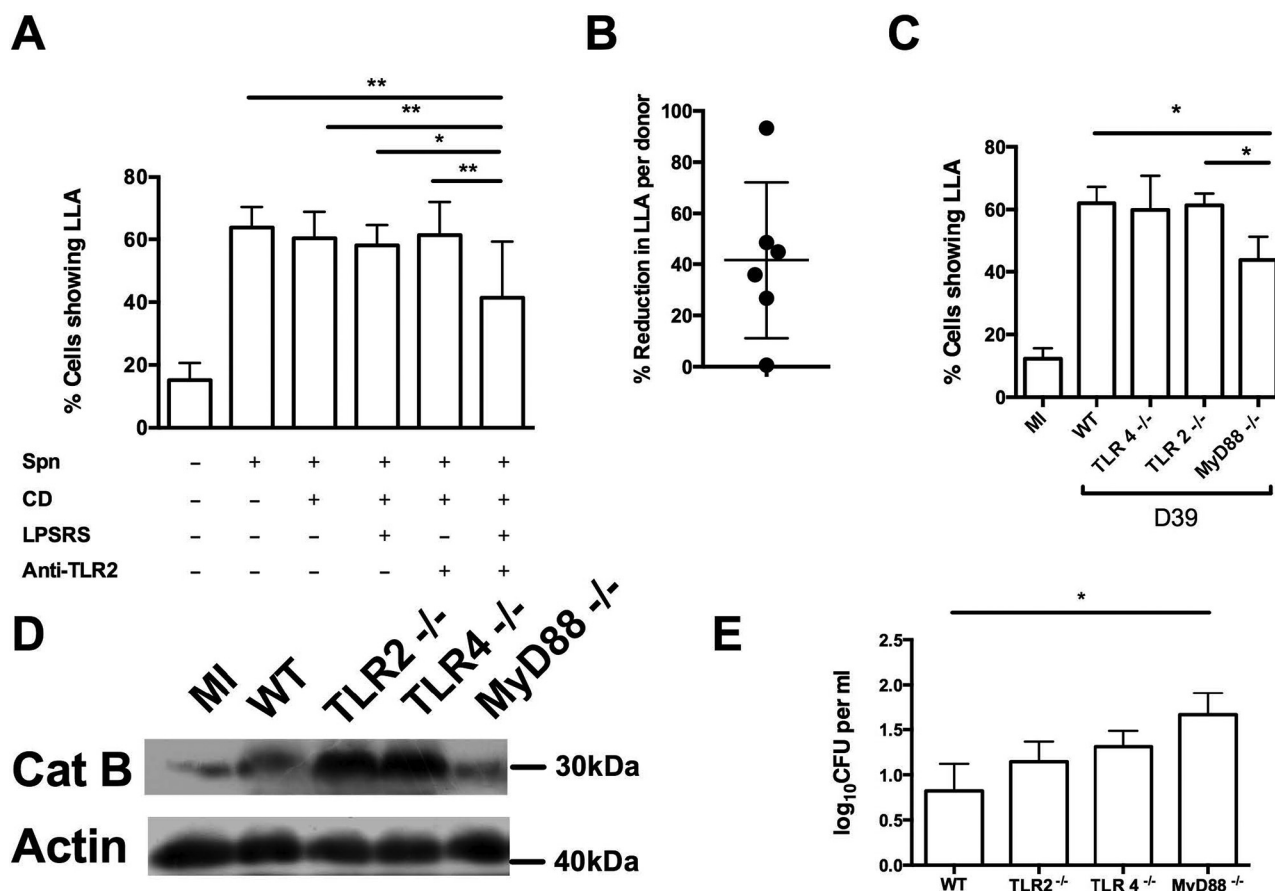 A
**
**
*
**
% Cells showing LLA
80
60
40
20
0
Spn – + + + + +
CD – – + + + +
LPSRS – – – + – +
Anti-TLR2 – – – – + +
B
% Reduction in LLA per donor
100
80
60
40
20
0
C
*
*
% Cells showing LLA
80
60
40
20
0
MI WT TLR 4 -/- TLR 2 -/- MyD88 -/-
D39
D
MI WT TLR2 -/- TLR4 -/- MyD88 -/-
Cat B 30kDa
Actin 40kDa
E
*
log10CFU per ml
2.5
2.0
1.5
1.0
0.5
0.0
WT TLR2 -/- TLR 4 -/- MyD88 -/-